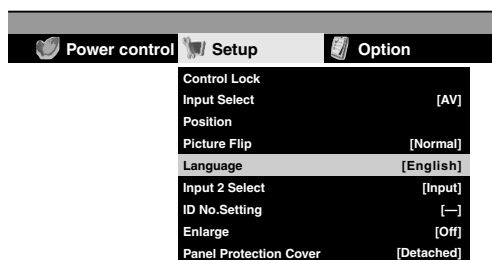 Power control Setup Option
Control Lock
Input Select [AV]
Position
Picture Flip [Normal]
Language [English]
Input 2 Select [Input]
ID No.Setting [—]
Enlarge [Off]
Panel Protection Cover [Detached]